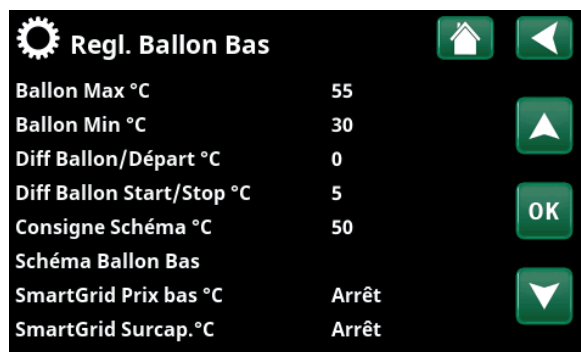 Regl. Ballon Bas
Ballon Max °C 55
Ballon Min °C 30
Diff Ballon/Départ °C 0
Diff Ballon Start/Stop °C 5
Consigne Schéma °C 50
Schéma Ballon Bas
SmartGrid Prix bas °C Arrêt
SmartGrid Surcap.°C Arrêt
OK